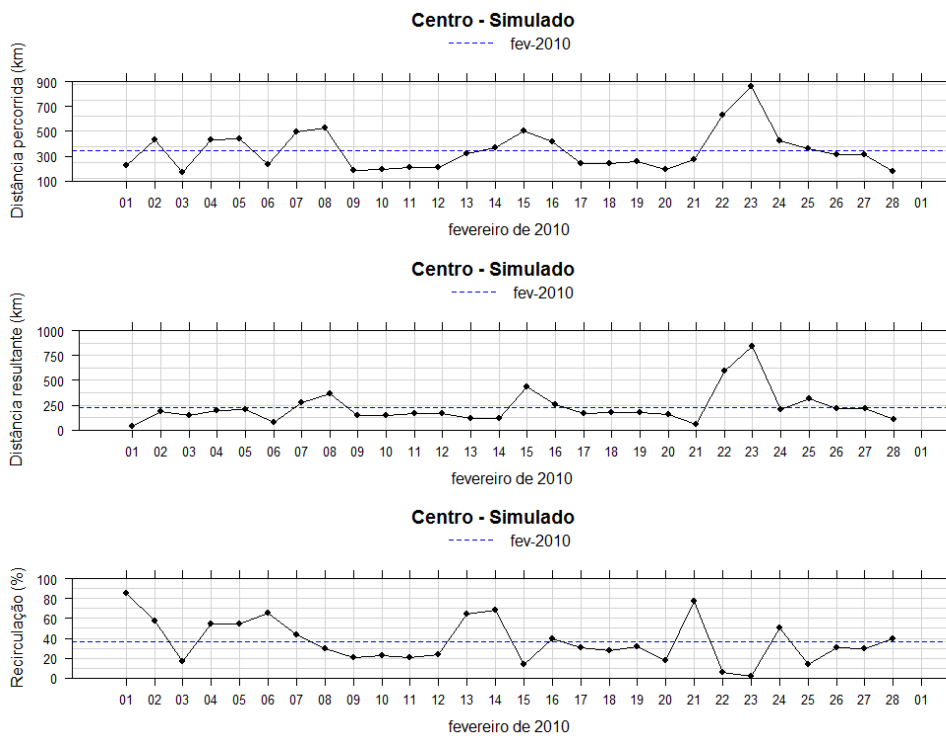 Centro - Simulado
fev-2010
Distância percorrida (km)
900
700
500
300
100
01 02 03 04 05 06 07 08 09 10 11 12 13 14 15 16 17 18 19 20 21 22 23 24 25 26 27 28 01
fevereiro de 2010
Centro - Simulado
fev-2010
Distância resultante (km)
1000
750
500
250
0
01 02 03 04 05 06 07 08 09 10 11 12 13 14 15 16 17 18 19 20 21 22 23 24 25 26 27 28 01
fevereiro de 2010
Centro - Simulado
fev-2010
Recirculação (%)
100
80
60
40
20
0
01 02 03 04 05 06 07 08 09 10 11 12 13 14 15 16 17 18 19 20 21 22 23 24 25 26 27 28 01
fevereiro de 2010